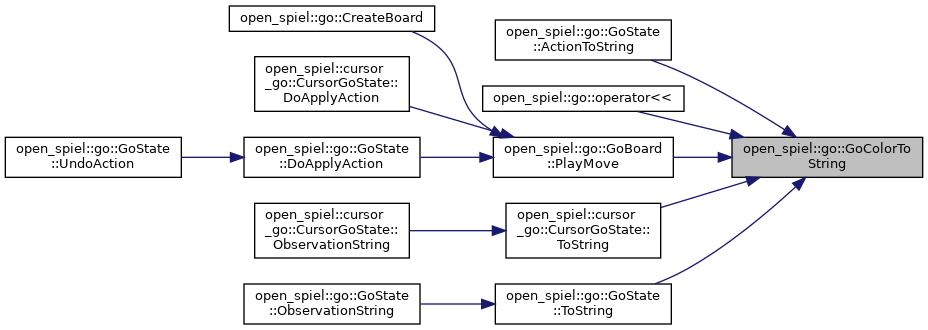 open_spiel::go::CreateBoard
open_spiel::go::GoState
::ActionToString
open_spiel::cursor
_go::CursorGoState::
DoApplyAction
open_spiel::go::operator<<
open_spiel::go::GoState
::UndoAction
open_spiel::go::GoState
::DoApplyAction
open_spiel::go::GoBoard
::PlayMove
open_spiel::go::GoColorTo
String
open_spiel::cursor
_go::CursorGoState::
ObservationString
open_spiel::cursor
_go::CursorGoState::
ToString
open_spiel::go::GoState
::ObservationString
open_spiel::go::GoState
::ToString